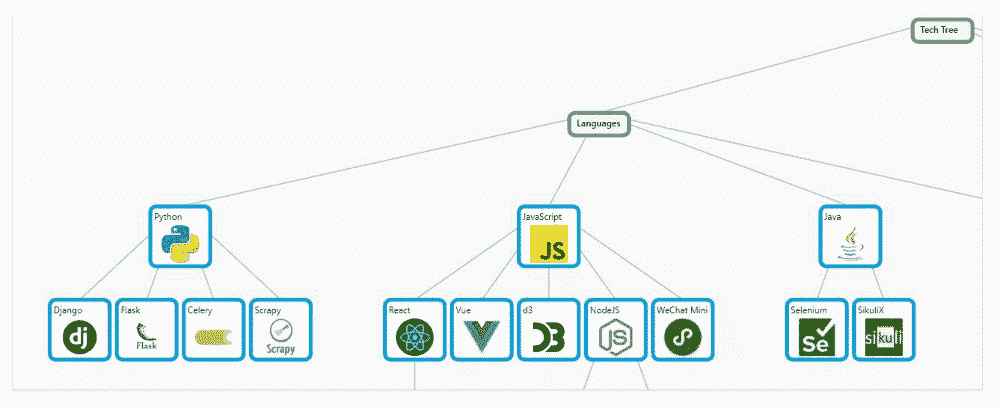 Tech Tree
Languages
Python
JavaScript
JS
Java
Django
dj
Flask
Flask
Celery
Scrapy
Scrapy
React
Vue
d3
D3
NodeJS
JS
WeChat Mini
Selenium
Se
SikuliX
sikuli